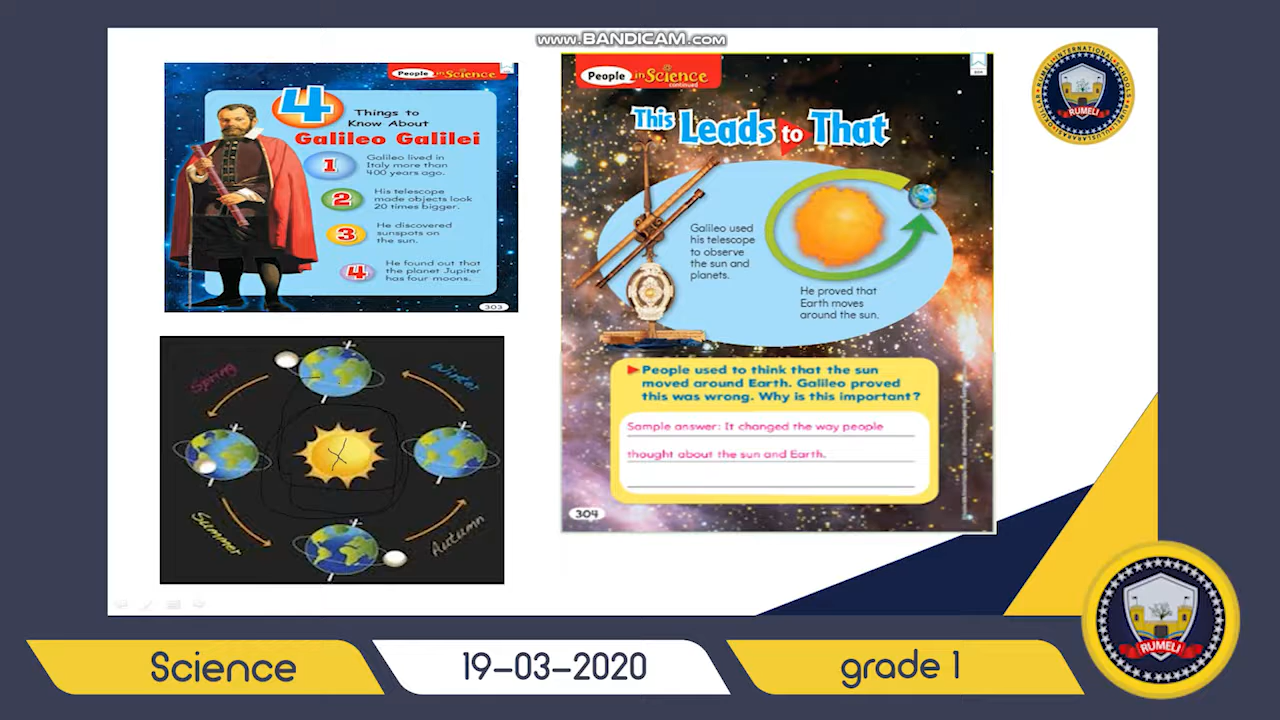 www.BANDICAM.com
People in Science
4
Things to
Know About
Galileo Galilei
1
Galileo lived in
Italy more than
400 years ago.
2
His telescope
made objects look
20 times bigger.
3
He discovered
sunspots on
the sun.
4
He found out that
the planet Jupiter
has four moons.
303
Spring
Winter
Summer
Autumn
People in Science
continued
This Leads to That
Galileo used
his telescope
to observe
the sun and
planets.
He proved that
Earth moves
around the sun.
People used to think that the sun
moved around Earth. Galileo proved
this was wrong. Why is this important?
Sample answer: It changed the way people
thought about the sun and Earth.
304
RUMELI
RUMELI
Science
19-03-2020
grade 1